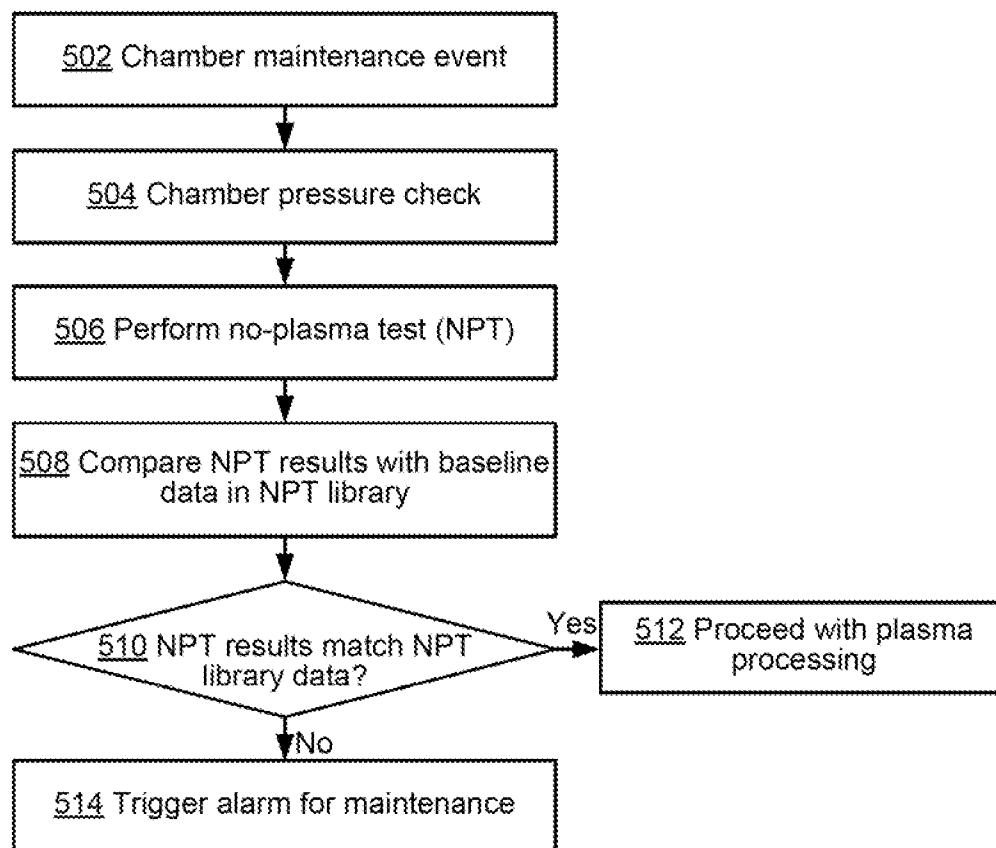 502 Chamber maintenance event
504 Chamber pressure check
506 Perform no-plasma test (NPT)
508 Compare NPT results with baseline
data in NPT library
510 NPT results match NPT
library data?
Yes
512 Proceed with plasma
processing
No
514 Trigger alarm for maintenance